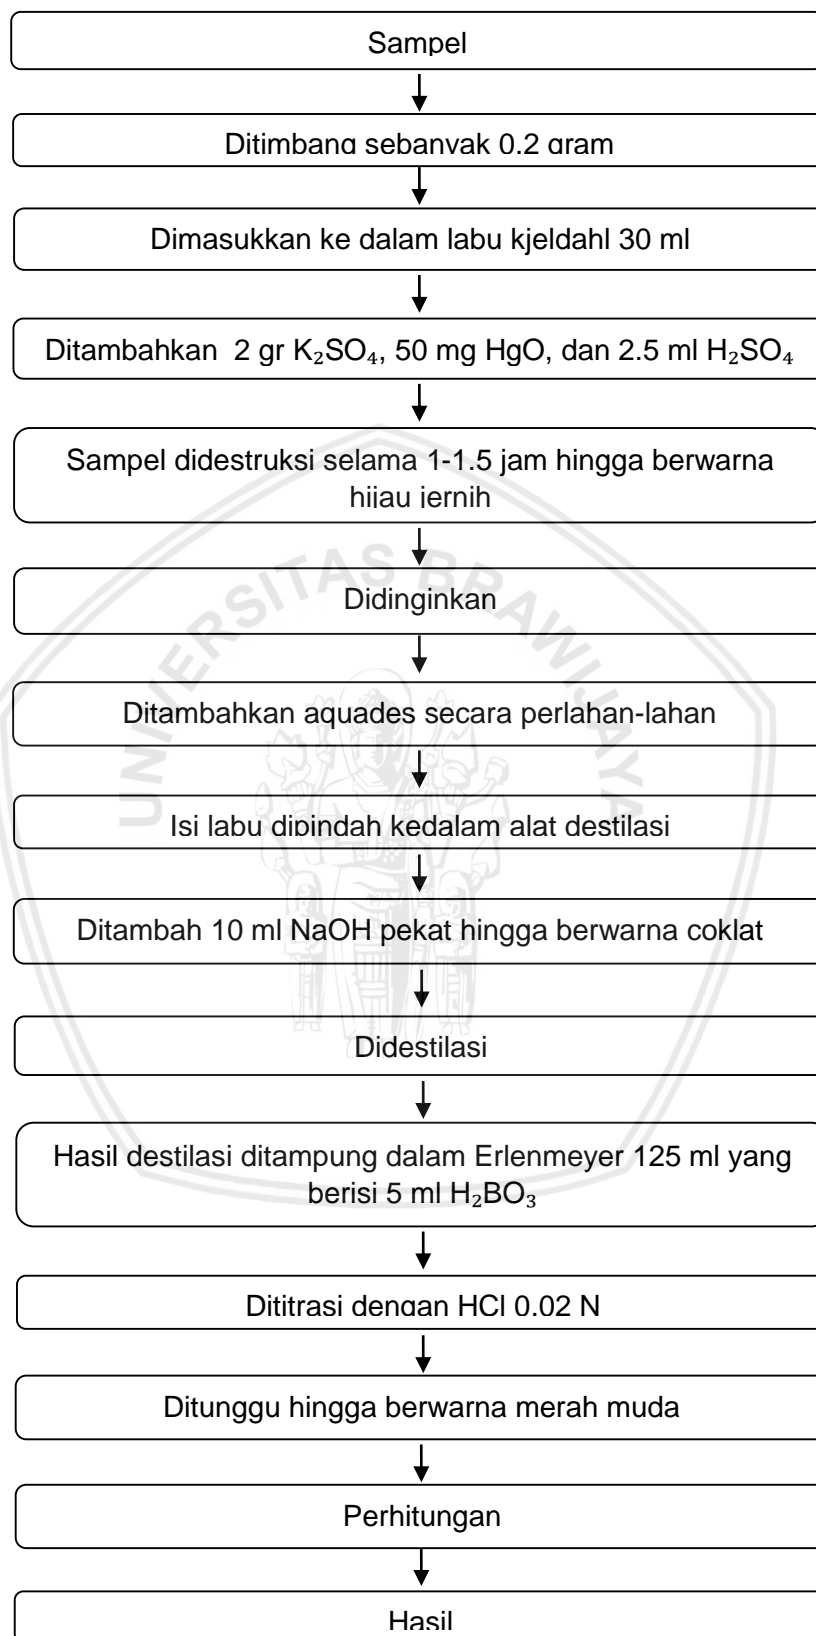 Sampel
Ditimbang sebanyak 0.2 gram
Dimasukkan ke dalam labu kjeldahl 30 ml
Ditambahkan 2 gr K₂SO₄, 50 mg HgO, dan 2.5 ml H₂SO₄
Sampel didestruksi selama 1-1.5 jam hingga berwarna
hijau jernih
Didinginkan
UNIVERSITAS BRAWIJAYA
Ditambahkan aquades secara perlahan-lahan
Isi labu dipindah kedalam alat destilasi
Ditambah 10 ml NaOH pekat hingga berwarna coklat
Didestilasi
Hasil destilasi ditampung dalam Erlenmeyer 125 ml yang
berisi 5 ml H₂BO₃
Dititrasi dengan HCl 0.02 N
Ditunggu hingga berwarna merah muda
Perhitungan
Hasil